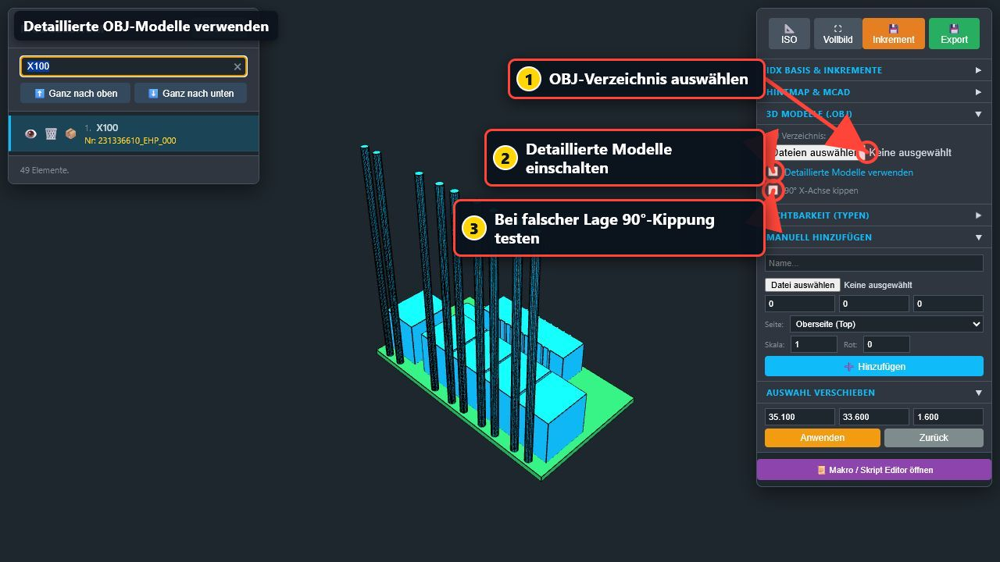 Detaillierte OBJ-Modelle verwenden
X100
Ganz nach oben
Ganz nach unten
1. X100
Nr: 231336610_EHP_000
49 Elemente.
1 OBJ-Verzeichnis auswählen
2 Detaillierte Modelle
einschalten
3 Bei falscher Lage 90°-Kippung
testen
ISO
Vollbild
Inkrement
Export
IDX BASIS & INKREMENTE
HINTMAP & MCAD
3D MODELLE (.OBJ)
Verzeichnis:
Dateien auswählen Keine ausgewählt
Detaillierte Modelle verwenden
90° X-Achse kippen
(TYPEN)
MANUELL HINZUFÜGEN
Name...
Datei auswählen Keine ausgewählt
0 0 0
Seite: Oberseite (Top)
Skala: 1 Rot: 0
Hinzufügen
AUSWAHL VERSCHIEBEN
35.100 33.600 1.600
Anwenden
Zurück
Makro / Skript Editor öffnen